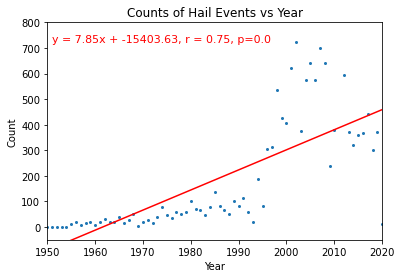 Counts of Hail Events vs Year
y = 7.85x + -15403.63, r = 0.75, p=0.0
800
700
600
500
400
300
200
100
0
Count
1950 1960 1970 1980 1990 2000 2010 2020
Year